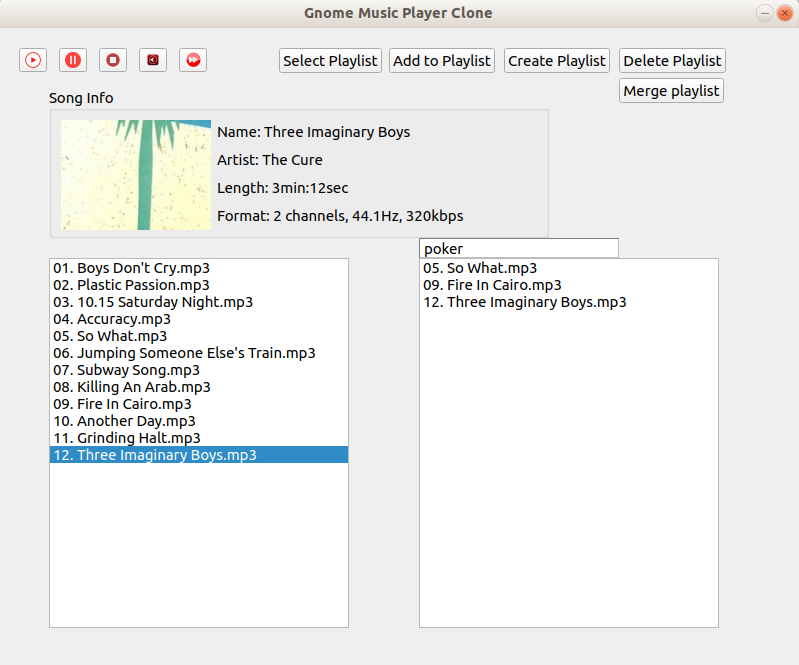 Gnome Music Player Clone
Select Playlist Add to Playlist Create Playlist Delete Playlist
Merge playlist
Song Info
Name: Three Imaginary Boys
Artist: The Cure
Length: 3min:12sec
Format: 2 channels, 44.1Hz, 320kbps
poker
01. Boys Don't Cry.mp3
02. Plastic Passion.mp3
03. 10.15 Saturday Night.mp3
04. Accuracy.mp3
05. So What.mp3
06. Jumping Someone Else's Train.mp3
07. Subway Song.mp3
08. Killing An Arab.mp3
09. Fire In Cairo.mp3
10. Another Day.mp3
11. Grinding Halt.mp3
12. Three Imaginary Boys.mp3
05. So What.mp3
09. Fire In Cairo.mp3
12. Three Imaginary Boys.mp3